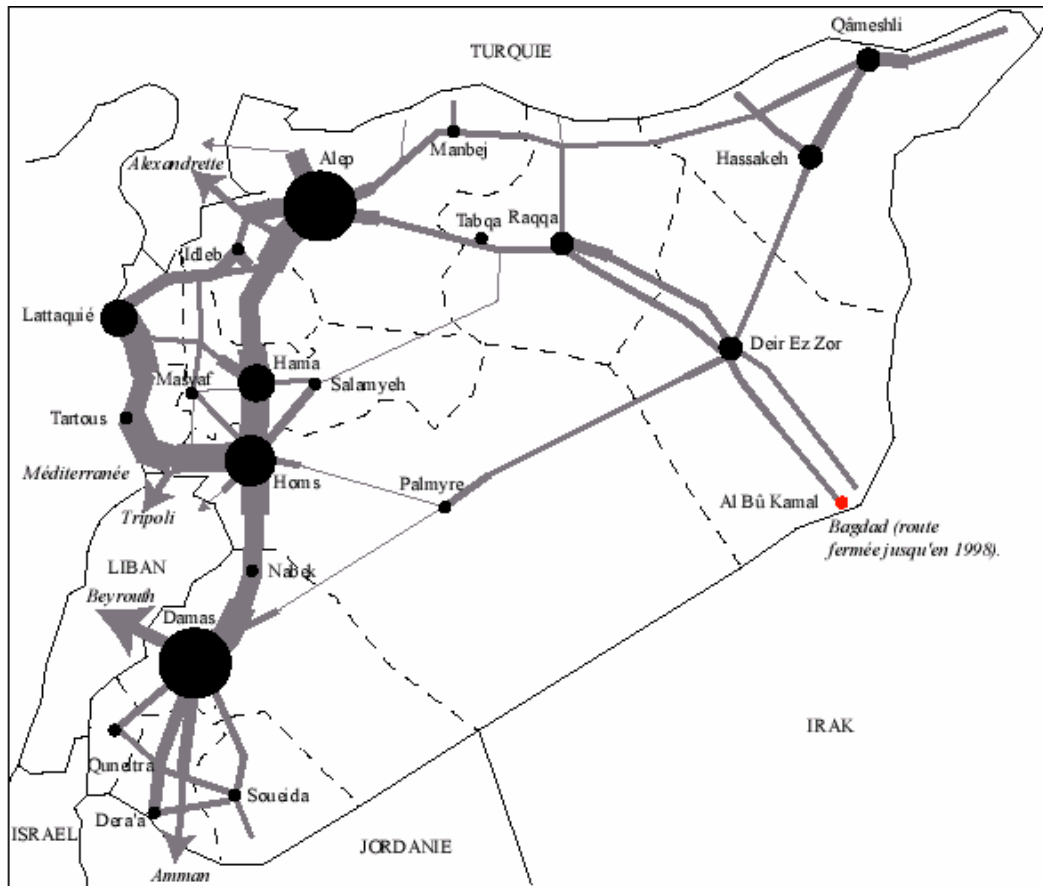 Qâmeshli
TURQUIE
Alep
Manbej
Hassakeh
Alexandrette
Tabqa
Raqqa
Idleb
Lattaquié
Deir Ez Zor
Hama
Masyaf
Salamyeh
Tartous
Méditerranée
Homs
Palmyre
Al Bû Kamal
Tripoli
Bagdad (route
fermée jusqu'en 1998).
LIBAN
Nabek
Beyrouth
Damas
IRAK
Quneitra
Soueida
Dera'a
ISRAEL
JORDANIE
Amman